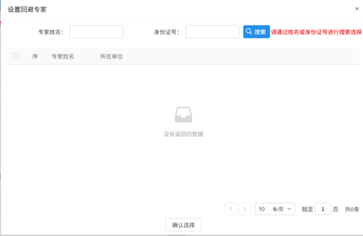 设置回避专家 ×
专家姓名： 身份证号： 搜索 请通过姓名或身份证号进行搜索选择
序 专家姓名 所在单位
没有返回的数据
< > 10 条/页 跳至 1 页 共0条
确认选择